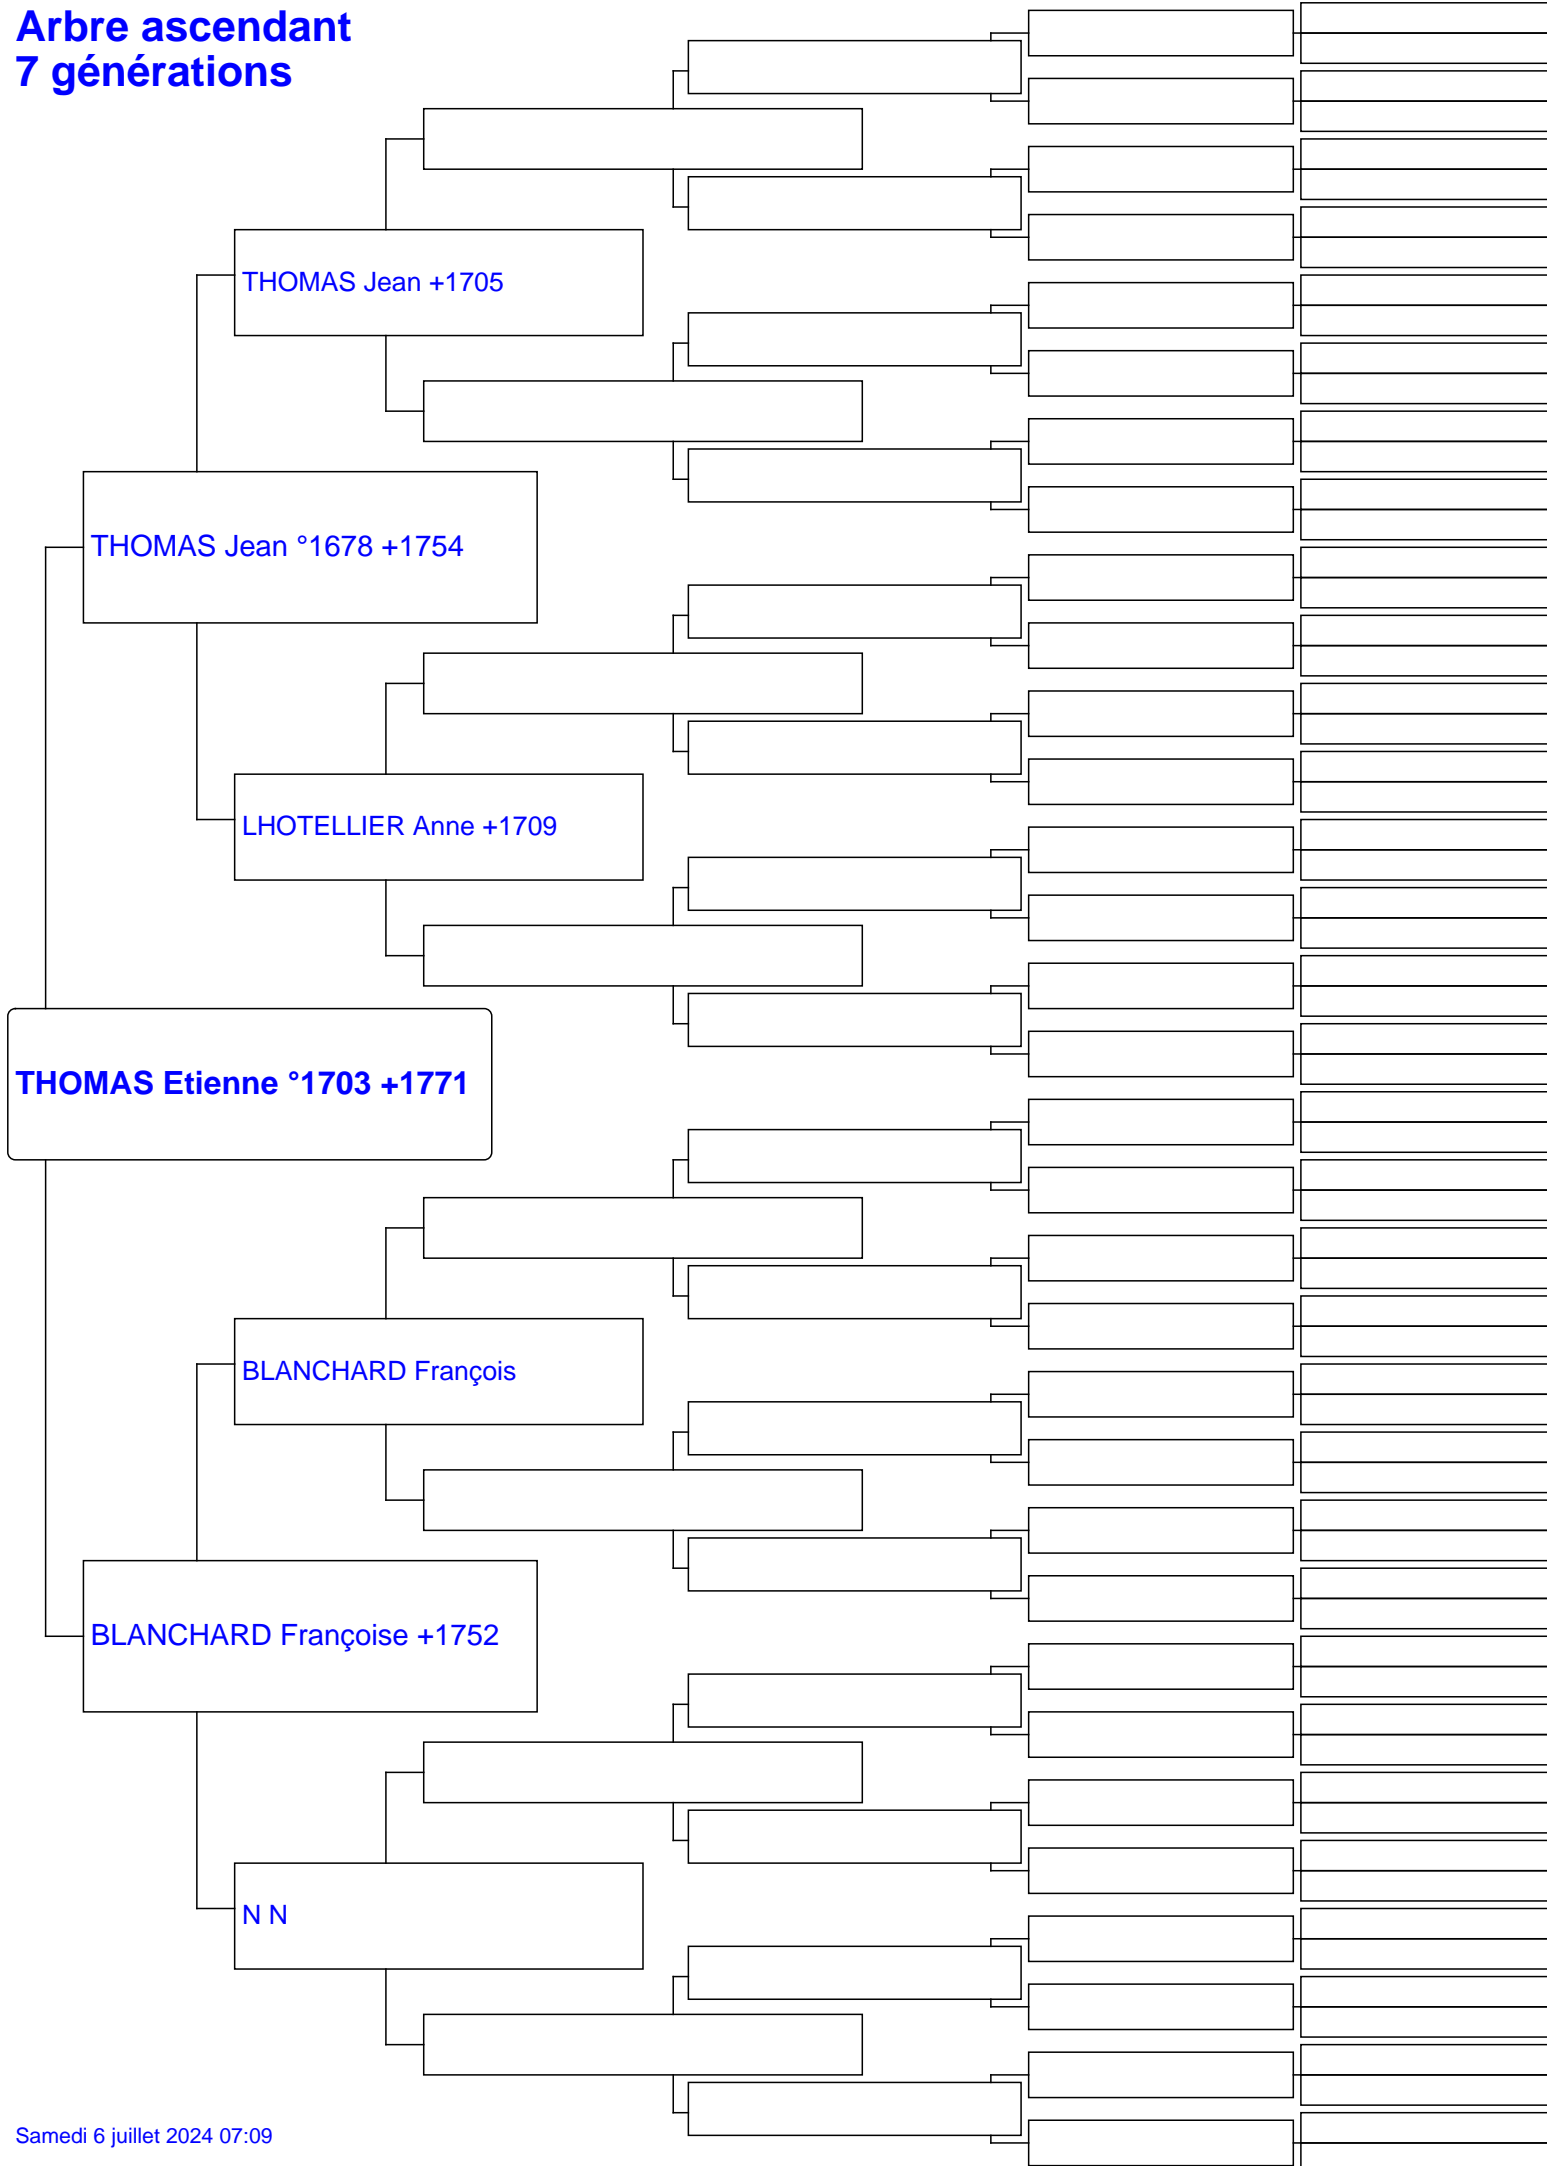 Arbre ascendant
7 générations
THOMAS Jean +1705
THOMAS Jean °1678 +1754
LHOTELLIER Anne +1709
THOMAS Etienne °1703 +1771
BLANCHARD François
BLANCHARD Françoise +1752
N N
Samedi 6 juillet 2024 07:09